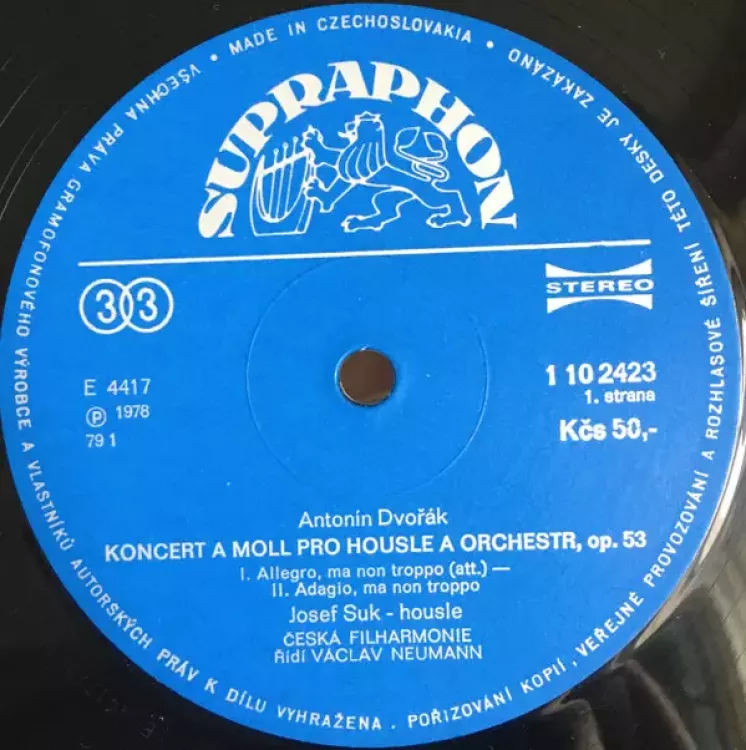 • MADE IN CZECHOSLOVAKIA •
VŠECHNA PRÁVA GRAMOFONOVÉHO VÝROBCE A VLASTNÍKŮ AUTORSKÝCH PRÁV K DÍLU VYHRAŽENA . POŘIZOVÁNÍ KOPIÍ , VEŘEJNÉ PROVOZOVÁNÍ A ROZHLASOVÉ ŠÍŘENÍ TÉTO DESKY JE ZAKÁZÁNO
SUPRAPHON
33
STEREO
E 4417
℗ 1978
79 1
1 10 2423
1. strana
Kčs 50,-
Antonín Dvořák
KONCERT A MOLL PRO HOUSLE A ORCHESTR, op. 53
I. Allegro, ma non troppo (att.) —
II. Adagio, ma non troppo
Josef Suk - housle
ČESKÁ FILHARMONIE
Řídí VÁCLAV NEUMANN